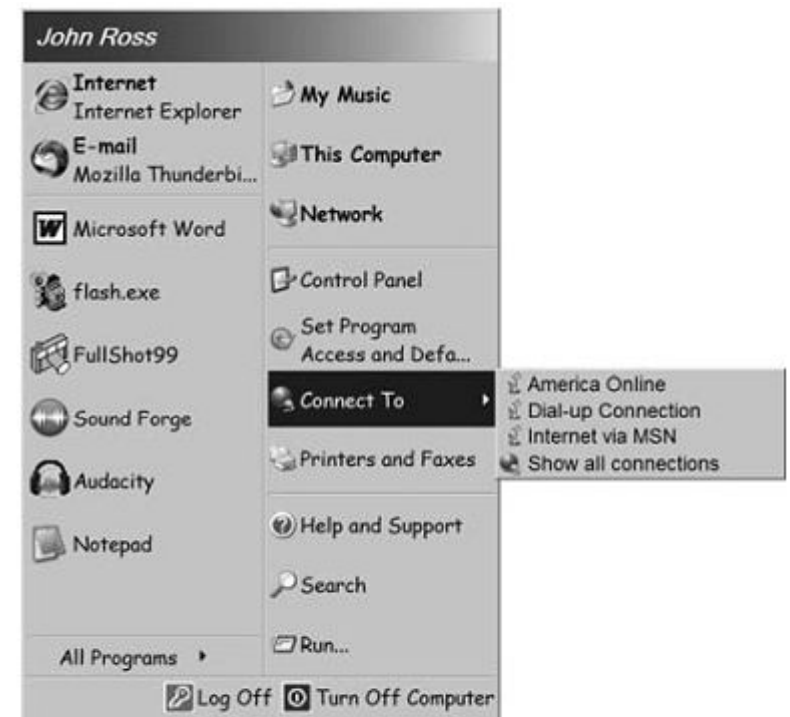 John Ross
Internet
Internet Explorer
E-mail
Mozilla Thunderbi...
Microsoft Word
flash.exe
FullShot99
Sound Forge
Audacity
Notepad
All Programs
My Music
This Computer
Network
Control Panel
Set Program
Access and Defa...
Connect To
Printers and Faxes
Help and Support
Search
Run...
America Online
Dial-up Connection
Internet via MSN
Show all connections
Log Off
Turn Off Computer